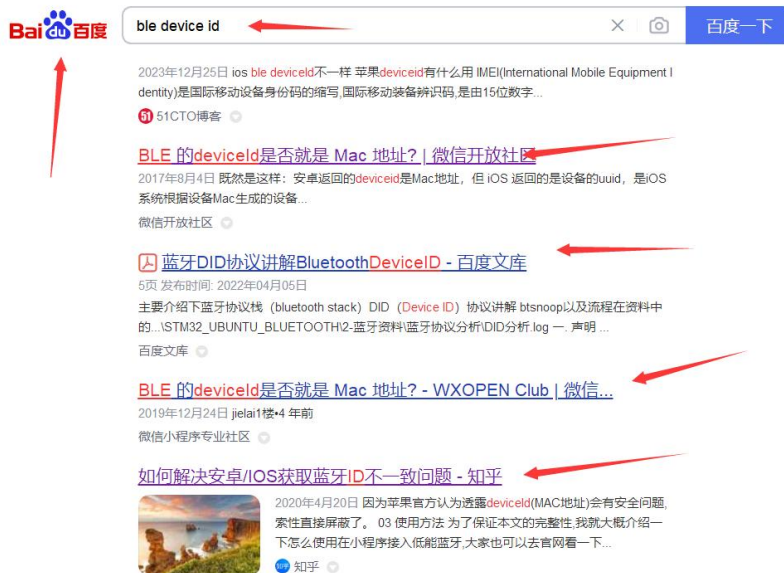 Bai du 百度
ble device id
百度一下
2023年12月25日 ios ble deviceId不一样 苹果deviceid有什么用 IMEI(International Mobile Equipment I
dentity)是国际移动设备身份码的缩写,国际移动装备辨识码,是由15位数字...
51 51CTO博客
BLE 的deviceId是否就是 Mac 地址? | 微信开放社区
2017年8月4日 既然是这样：安卓返回的deviceid是Mac地址，但 iOS 返回的是设备的uuid，是iOS
系统根据设备Mac生成的设备...
微信开放社区
蓝牙DID协议讲解BluetoothDeviceID - 百度文库
5页 发布时间: 2022年04月05日
主要介绍下蓝牙协议栈（bluetooth stack）DID（Device ID）协议讲解 btsnoop以及流程在资料中
的...\STM32_UBUNTU_BLUETOOTH\2-蓝牙资料\蓝牙协议分析\DID分析.log 一. 声明 ...
百度文库
BLE 的deviceId是否就是 Mac 地址? - WXOPEN Club | 微信...
2019年12月24日 jielai1楼•4 年前
微信小程序专业社区
如何解决安卓/IOS获取蓝牙ID不一致问题 - 知乎
2020年4月20日 因为苹果官方认为透露deviceId(MAC地址)会有安全问题,
索性直接屏蔽了。 03 使用方法 为了保证本文的完整性,我就大概介绍一
下怎么使用在小程序接入低能蓝牙,大家也可以去官网看一下...
知乎 知乎